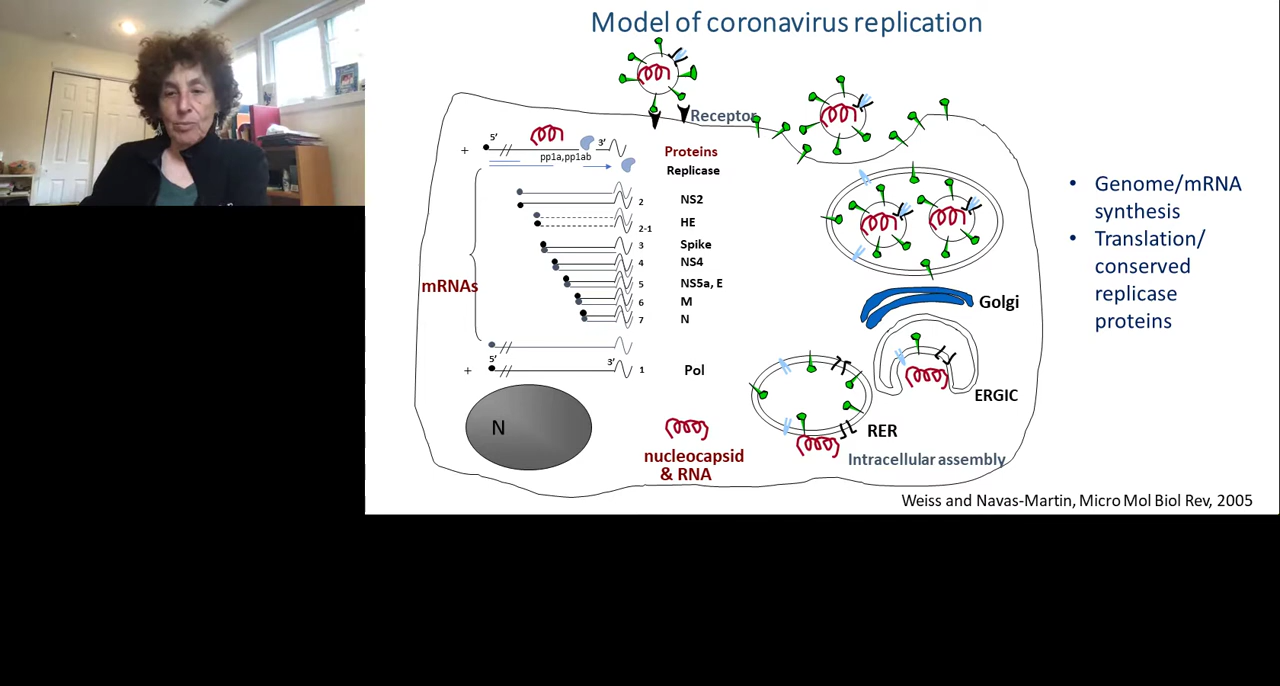 Model of coronavirus replication
Receptor
5'
3'
+
pp1a,pp1ab
Proteins
Replicase
2
NS2
2-1
HE
3
Spike
4
NS4
5
NS5a, E
6
M
7
N
mRNAs
5'
3'
+
1
Pol
N
nucleocapsid
& RNA
Golgi
ERGIC
RER
Intracellular assembly
• Genome/mRNA
synthesis
• Translation/
conserved
replicase
proteins
Weiss and Navas-Martin, Micro Mol Biol Rev, 2005